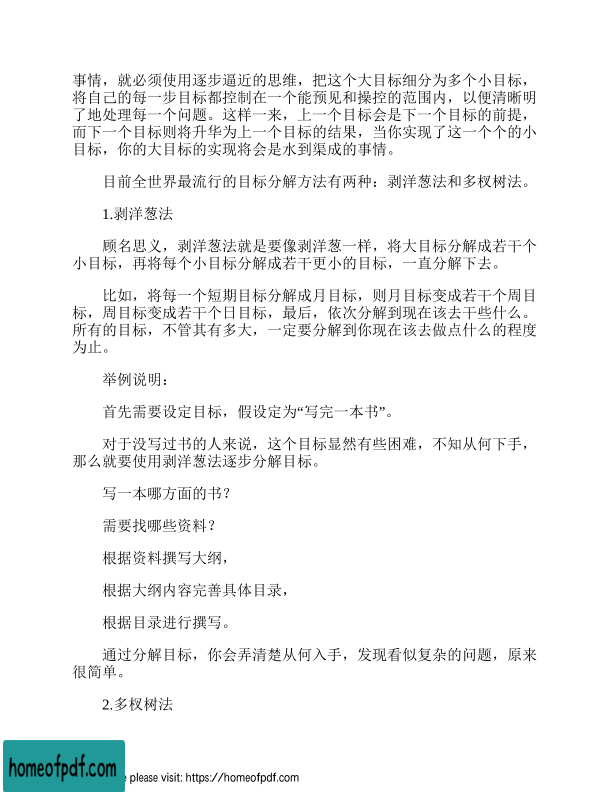 事情，就必须使用逐步逼近的思维，把这个大目标细分为多个小目标，
将自己的每一步目标都控制在一个能预见和操控的范围内，以便清晰明
了地处理每一个问题。这样一来，上一个目标会是下一个目标的前提，
而下一个目标则将升华为上一个目标的结果，当你实现了这一个个的小
目标，你的大目标的实现将会是水到渠成的事情。
目前全世界最流行的目标分解方法有两种：剥洋葱法和多杈树法。
1.剥洋葱法
顾名思义，剥洋葱法就是要像剥洋葱一样，将大目标分解成若干个
小目标，再将每个小目标分解成若干更小的目标，一直分解下去。
比如，将每一个短期目标分解成月目标，则月目标变成若干个周目
标，周目标变成若干个日目标，最后，依次分解到现在该去干些什么。
所有的目标，不管其有多大，一定要分解到你现在该去做点什么的程度
为止。
举例说明：
首先需要设定目标，假设定为“写完一本书”。
对于没写过书的人来说，这个目标显然有些困难，不知从何下手，
那么就要使用剥洋葱法逐步分解目标。
写一本哪方面的书？
需要找哪些资料？
根据资料撰写大纲，
根据大纲内容完善具体目录，
根据目录进行撰写。
通过分解目标，你会弄清楚从何入手，发现看似复杂的问题，原来
很简单。
2.多杈树法
homeofpdf.com
e please visit: https://homeofpdf.com